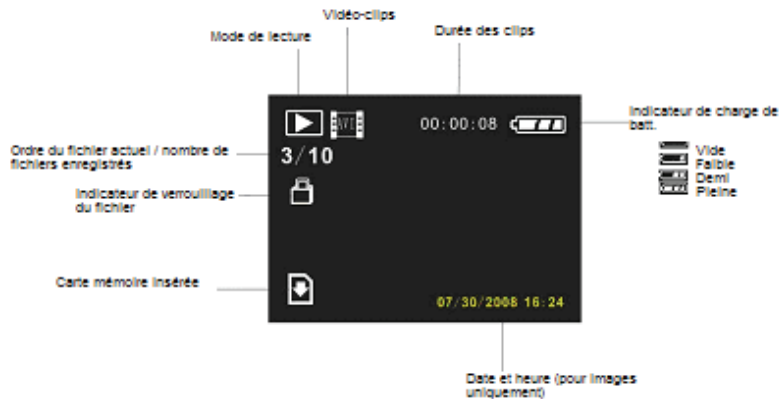 Vidéo-clips
Mode de lecture
Durée des clips
Indicateur de charge de
batt.
Vide
Faible
Demi
Pleine
AVI
00:00:08
3/10
Ordre du fichier actuel / nombre de
fichiers enregistrés
Indicateur de verrouillage
du fichier
Carte mémoire insérée
07/30/2008 16:24
Date et heure (pour images
uniquement)